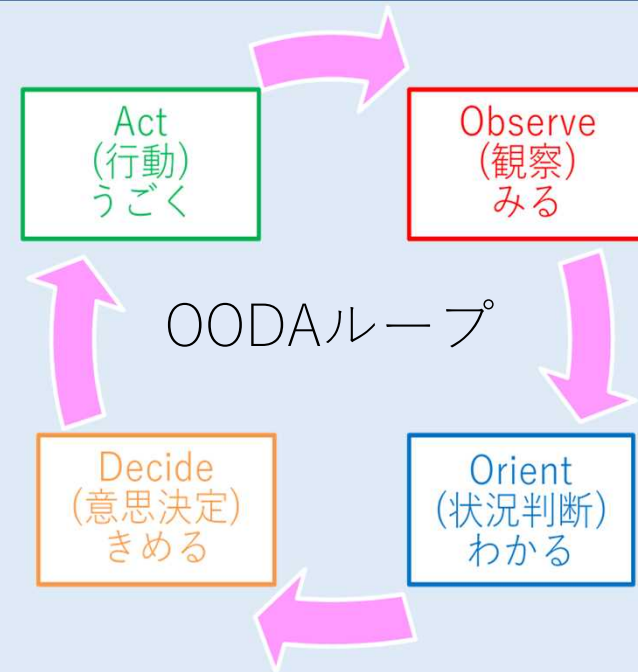 Act
(行動)
うごく
Observe
(観察)
みる
OODAループ
Decide
(意思決定)
きめる
Orient
(状況判断)
わかる